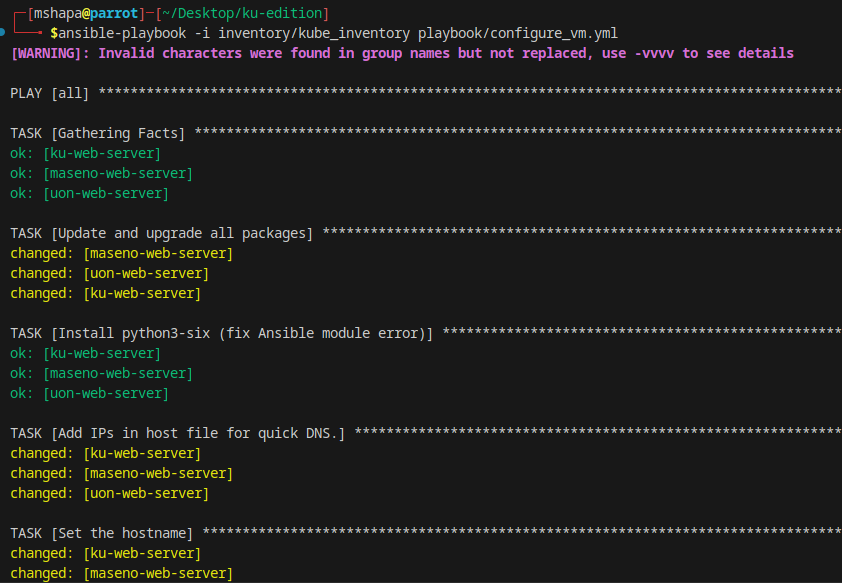 ┌─[mshapa@parrot]─[~/Desktop/ku-edition]
└──╼ $ansible-playbook -i inventory/kube_inventory playbook/configure_vm.yml
[WARNING]: Invalid characters were found in group names but not replaced, use -vvvv to see details
PLAY [all] *********************************************************************************************
TASK [Gathering Facts] *********************************************************************************
ok: [ku-web-server]
ok: [maseno-web-server]
ok: [uon-web-server]
TASK [Update and upgrade all packages] *****************************************************************
changed: [maseno-web-server]
changed: [uon-web-server]
changed: [ku-web-server]
TASK [Install python3-six (fix Ansible module error)] **************************************************
ok: [ku-web-server]
ok: [maseno-web-server]
ok: [uon-web-server]
TASK [Add IPs in host file for quick DNS.] *************************************************************
changed: [ku-web-server]
changed: [maseno-web-server]
changed: [uon-web-server]
TASK [Set the hostname] ********************************************************************************
changed: [ku-web-server]
changed: [maseno-web-server]